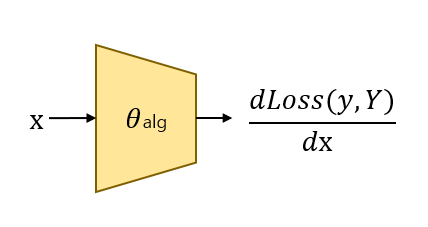 x
θalg
dLoss(y,Y)
dx